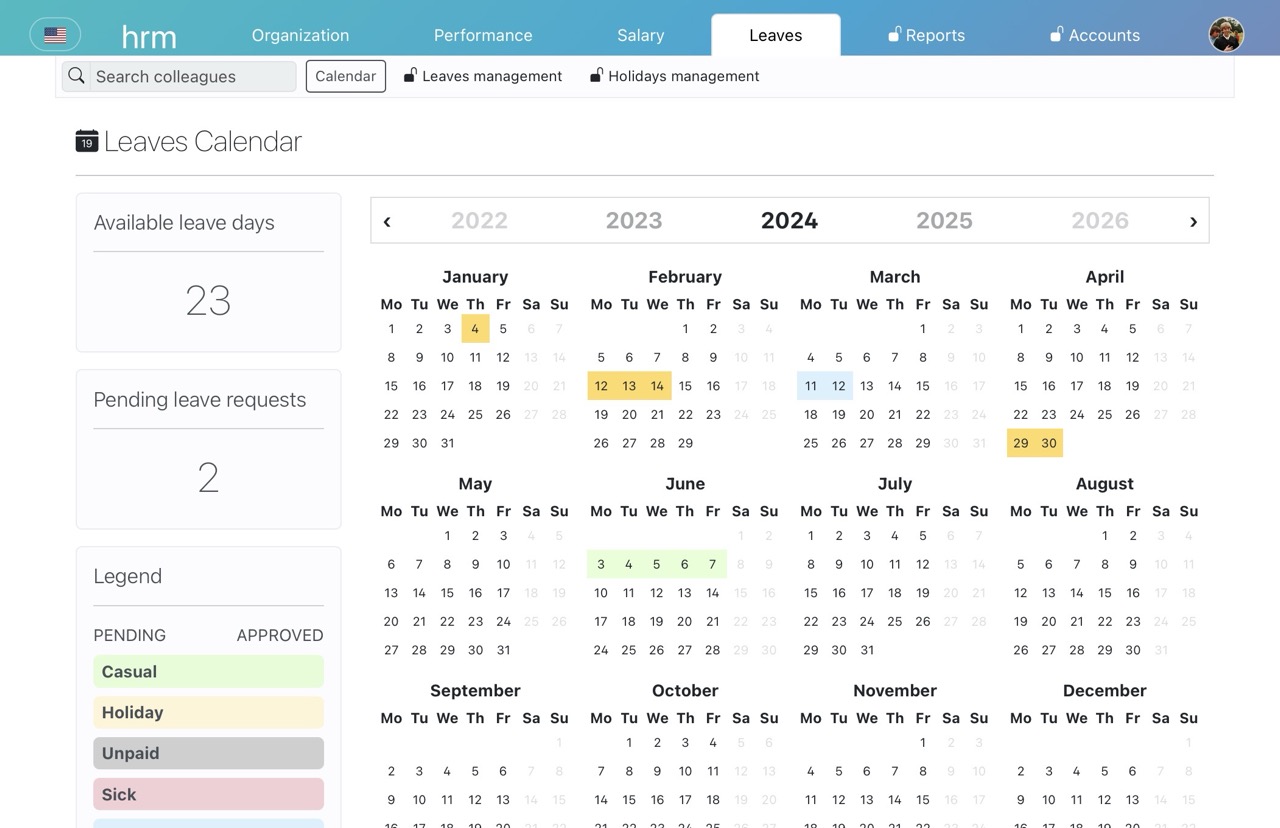 hrm Organization Performance Salary Leaves Reports Accounts
Search colleagues Calendar Leaves management Holidays management
19 Leaves Calendar
Available leave days
23
Pending leave requests
2
Legend
PENDING APPROVED
Casual
Holiday
Unpaid
Sick
‹ 2022 2023 2024 2025 2026 ›
January February March April
Mo Tu We Th Fr Sa Su Mo Tu We Th Fr Sa Su Mo Tu We Th Fr Sa Su Mo Tu We Th Fr Sa Su
1 2 3 4 5 6 7 1 2 3 4 1 2 3 1 2 3 4 5 6 7
8 9 10 11 12 13 14 5 6 7 8 9 10 11 4 5 6 7 8 9 10 8 9 10 11 12 13 14
15 16 17 18 19 20 21 12 13 14 15 16 17 18 11 12 13 14 15 16 17 15 16 17 18 19 20 21
22 23 24 25 26 27 28 19 20 21 22 23 24 25 18 19 20 21 22 23 24 22 23 24 25 26 27 28
29 30 31 26 27 28 29 25 26 27 28 29 30 31 29 30
May June July August
Mo Tu We Th Fr Sa Su Mo Tu We Th Fr Sa Su Mo Tu We Th Fr Sa Su Mo Tu We Th Fr Sa Su
1 2 3 4 5 1 2 1 2 3 4 5 6 7 1 2 3 4
6 7 8 9 10 11 12 3 4 5 6 7 8 9 8 9 10 11 12 13 14 5 6 7 8 9 10 11
13 14 15 16 17 18 19 10 11 12 13 14 15 16 15 16 17 18 19 20 21 12 13 14 15 16 17 18
20 21 22 23 24 25 26 17 18 19 20 21 22 23 22 23 24 25 26 27 28 19 20 21 22 23 24 25
27 28 29 30 31 24 25 26 27 28 29 30 29 30 31 26 27 28 29 30 31
September October November December
Mo Tu We Th Fr Sa Su Mo Tu We Th Fr Sa Su Mo Tu We Th Fr Sa Su Mo Tu We Th Fr Sa Su
1 1 2 3 4 5 6 1 2 3 1
2 3 4 5 6 7 8 7 8 9 10 11 12 13 4 5 6 7 8 9 10 2 3 4 5 6 7 8
9 10 11 12 13 14 15 14 15 16 17 18 19 20 11 12 13 14 15 16 17 9 10 11 12 13 14 15